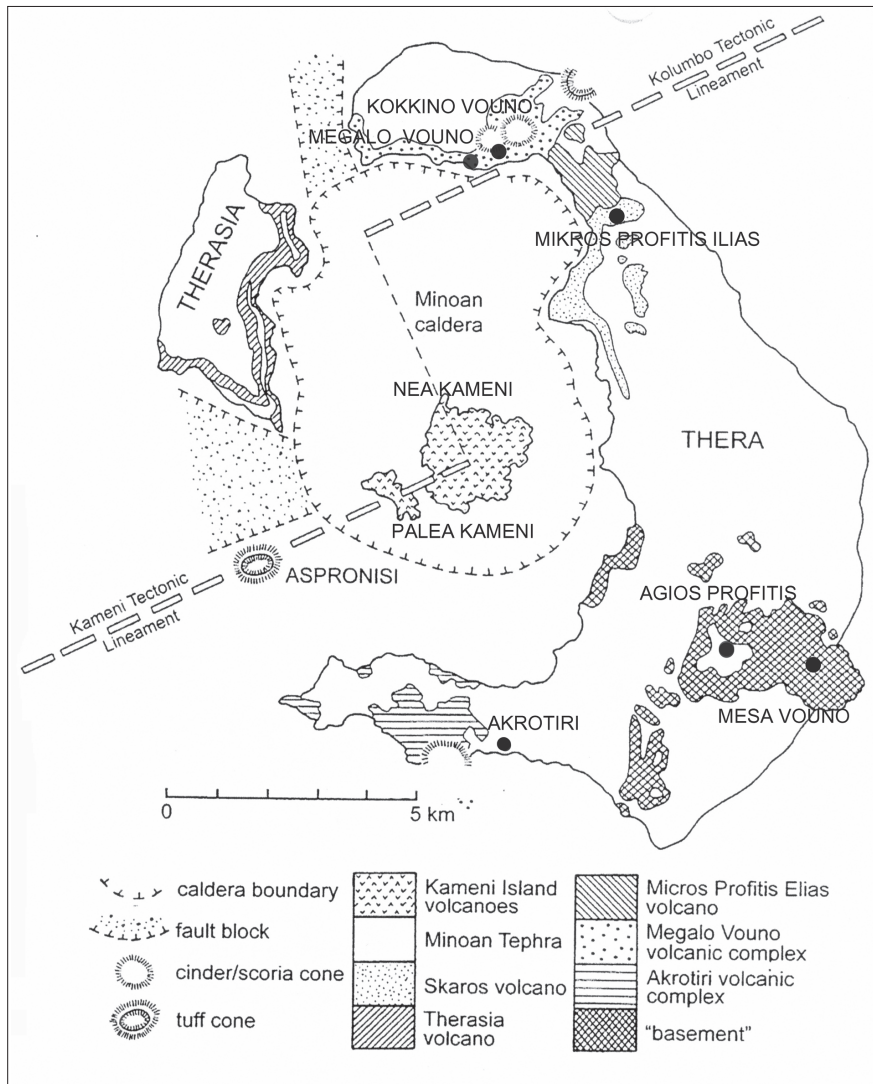 Kolumbo Tectonic
Lineament
KOKKINO VOUNO
MEGALO VOUNO
MIKROS PROFITIS ILIAS
THERASIA
Minoan
caldera
NEA KAMENI
THERA
PALEA KAMENI
ASPRONISI
Kameni Tectonic
Lineament
AGIOS PROFITIS
MESA VOUNO
AKROTIRI
0
5 km
caldera boundary
fault block
cinder/scoria cone
tuff cone
Kameni Island
volcanoes
Minoan Tephra
Skaros volcano
Therasia
volcano
Micros Profitis Elias
volcano
Megalo Vouno
volcanic complex
Akrotiri volcanic
complex
"basement"